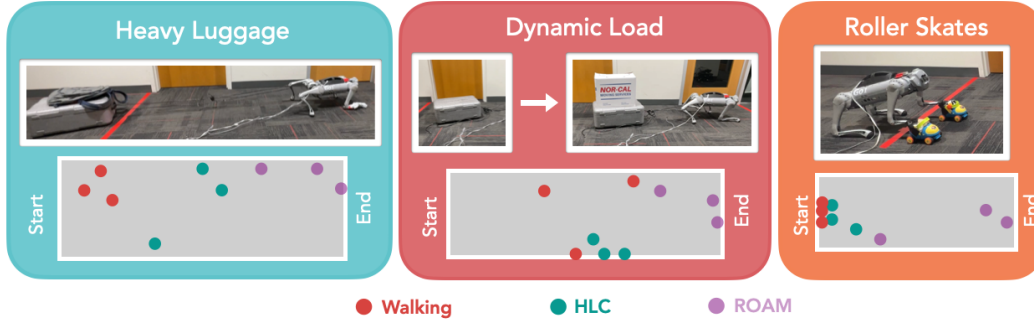 Heavy Luggage
Start
End
Dynamic Load
NOR-CAL
Start
End
Roller Skates
Start
End
Walking
HLC
ROAM